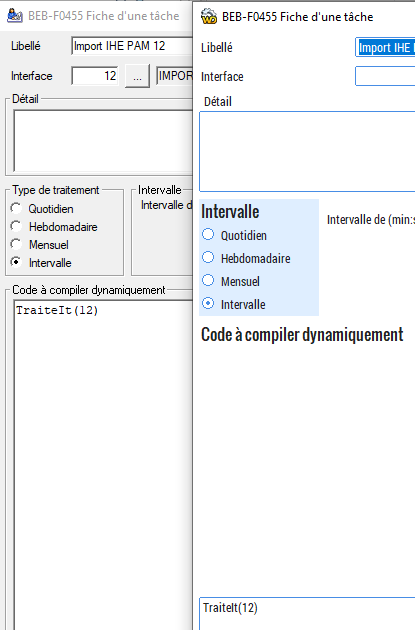 BEB-F0455 Fiche d'une tâche
Libellé
Import IHE PAM 12
Interface
12
...
IMPOR
Détail
Type de traitement
Quotidien
Hebdomadaire
Mensuel
Intervalle
Intervalle
Intervalle d
Code à compiler dynamiquement
TraiteIt(12)
BEB-F0455 Fiche d'une tâche
Libellé
Import IHE
Interface
Détail
Intervalle
Quotidien
Hebdomadaire
Mensuel
Intervalle
Intervalle de (min:
Code à compiler dynamiquement
TraiteIt(12)